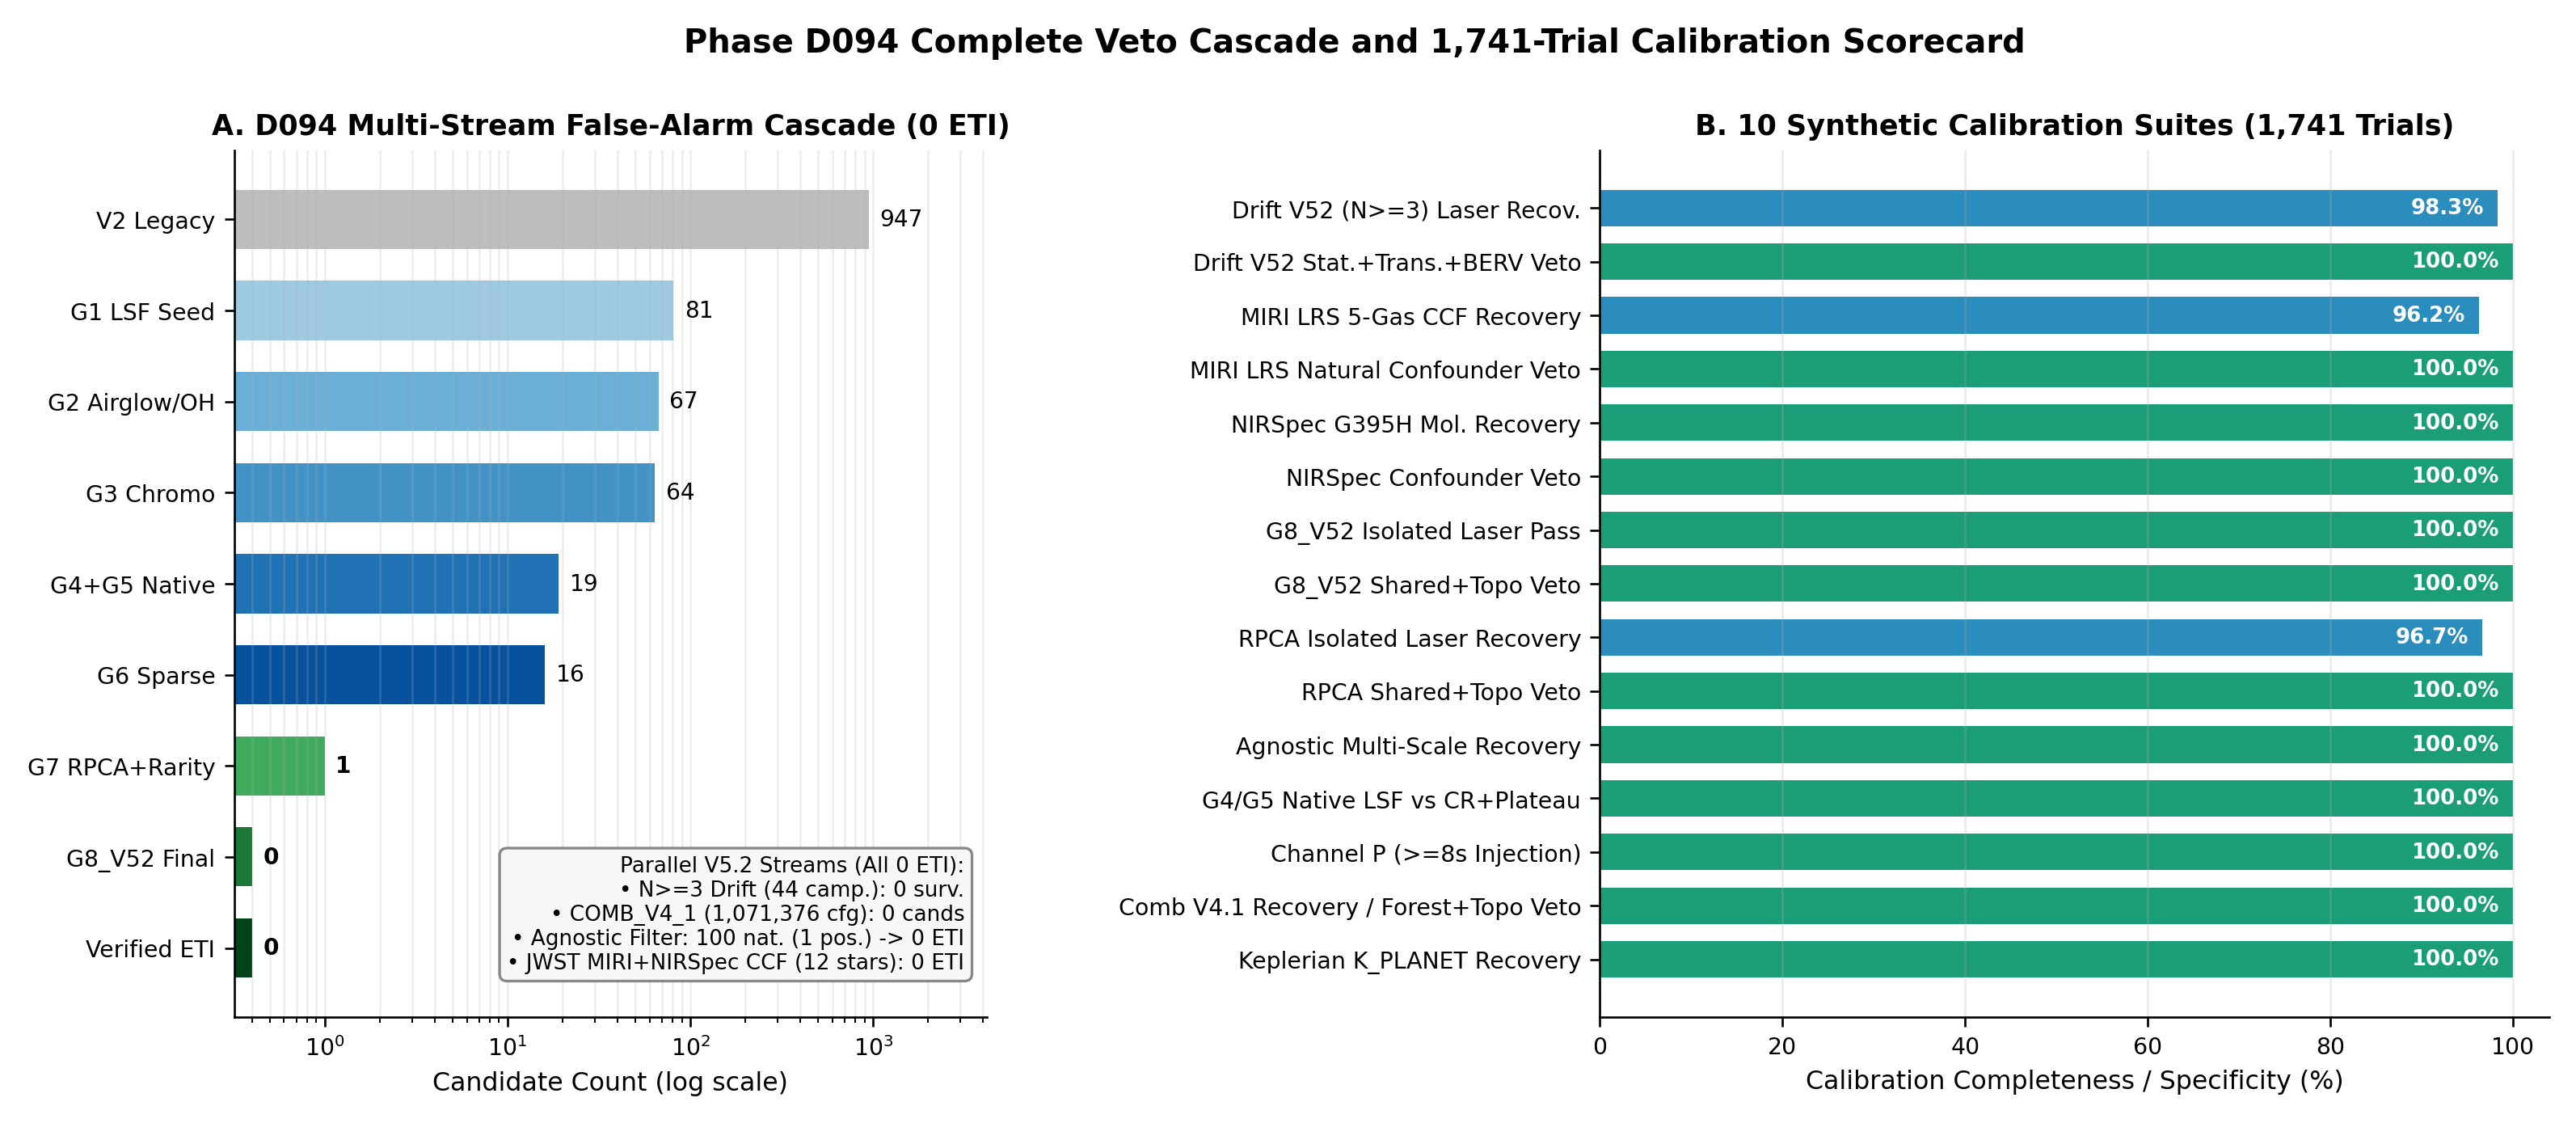 Phase D094 Complete Veto Cascade and 1,741-Trial Calibration Scorecard
A. D094 Multi-Stream False-Alarm Cascade (0 ETI)
V2 Legacy
947
G1 LSF Seed
81
G2 Airglow/OH
67
G3 Chromo
64
G4+G5 Native
19
G6 Sparse
16
G7 RPCA+Rarity
1
G8_V52 Final
0
Verified ETI
0
Parallel V5.2 Streams (All 0 ETI):
• N>=3 Drift (44 camp.): 0 surv.
• COMB_V4_1 (1,071,376 cfg): 0 cands
• Agnostic Filter: 100 nat. (1 pos.) -> 0 ETI
• JWST MIRI+NIRSpec CCF (12 stars): 0 ETI
10⁰ 10¹ 10² 10³
Candidate Count (log scale)
B. 10 Synthetic Calibration Suites (1,741 Trials)
Drift V52 (N>=3) Laser Recov.
98.3%
Drift V52 Stat.+Trans.+BERV Veto
100.0%
MIRI LRS 5-Gas CCF Recovery
96.2%
MIRI LRS Natural Confounder Veto
100.0%
NIRSpec G395H Mol. Recovery
100.0%
NIRSpec Confounder Veto
100.0%
G8_V52 Isolated Laser Pass
100.0%
G8_V52 Shared+Topo Veto
100.0%
RPCA Isolated Laser Recovery
96.7%
RPCA Shared+Topo Veto
100.0%
Agnostic Multi-Scale Recovery
100.0%
G4/G5 Native LSF vs CR+Plateau
100.0%
Channel P (>=8s Injection)
100.0%
Comb V4.1 Recovery / Forest+Topo Veto
100.0%
Keplerian K_PLANET Recovery
100.0%
0 20 40 60 80 100
Calibration Completeness / Specificity (%)